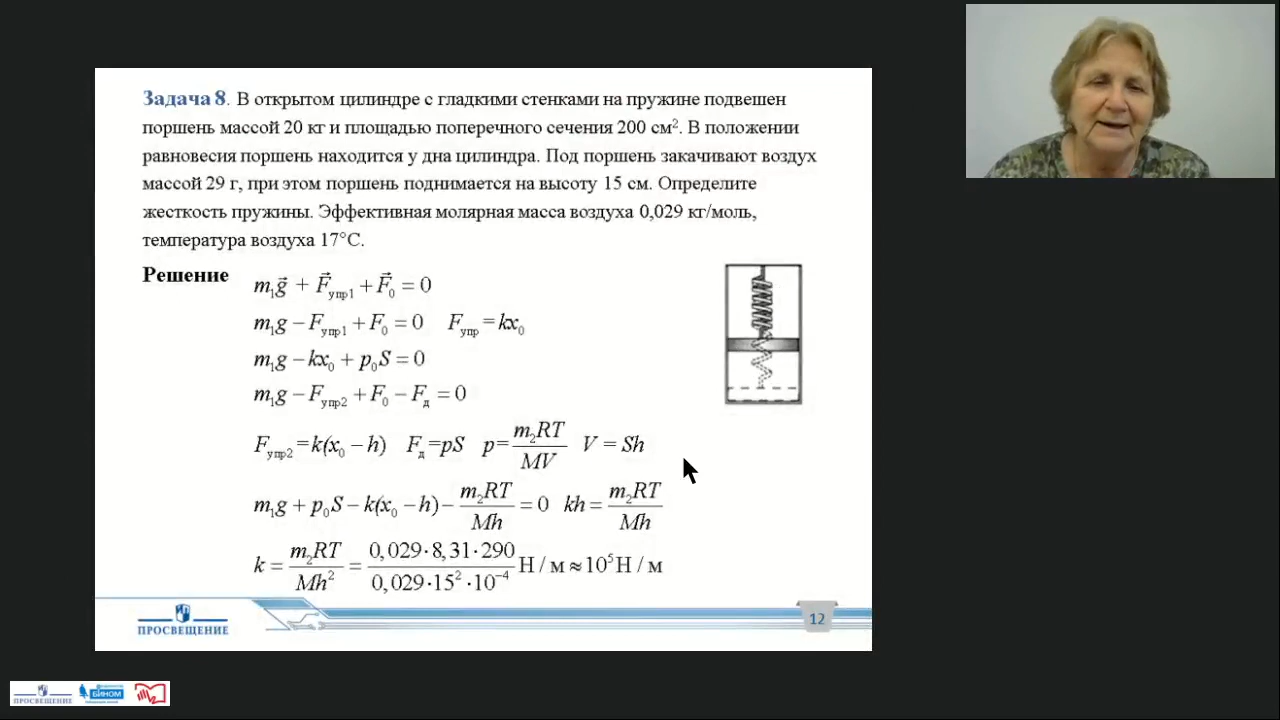 Задача 8. В открытом цилиндре с гладкими стенками на пружине подвешен
поршень массой 20 кг и площадью поперечного сечения 200 см². В положении
равновесия поршень находится у дна цилиндра. Под поршень закачивают воздух
массой 29 г, при этом поршень поднимается на высоту 15 см. Определите
жесткость пружины. Эффективная молярная масса воздуха 0,029 кг/моль,
температура воздуха 17°С.
Решение
m₁g⃗ + F⃗упр1 + F⃗₀ = 0
m₁g − Fупр1 + F₀ = 0 Fупр = kx₀
m₁g − kx₀ + p₀S = 0
m₁g − Fупр2 + F₀ − Fд = 0
Fупр2 = k(x₀ − h) Fд = pS p = m₂RT/MV V = Sh
m₁g + p₀S − k(x₀ − h) − m₂RT/Mh = 0 kh = m₂RT/Mh
k = m₂RT/Mh² = 0,029·8,31·290/0,029·15²·10⁻⁴ Н / м ≈ 10⁵ Н / м
ПРОСВЕЩЕНИЕ
12
ПРОСВЕЩЕНИЕ
БИНОМ